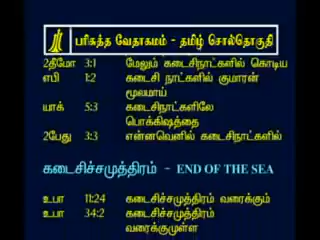 பரிசுத்த வேதாகமம் - தமிழ் சொல்தொகுதி
2தீமோ 3:1 மேலும் கடைசிநாட்களில் கொடிய
எபி 1:2 கடைசி நாட்களில் குமாரன்
மூலமாய்
யாக் 5:3 கடைசிநாட்களிலே
பொக்கிஷத்தை
2பேது 3:3 என்னவெனில் கடைசிநாட்களில்
கடைசிச்சமுத்திரம் - END OF THE SEA
உபா 11:24 கடைசிச்சமுத்திரம் வரைக்கும்
உபா 34:2 கடைசிச்சமுத்திரம்
வரைக்குமுள்ள